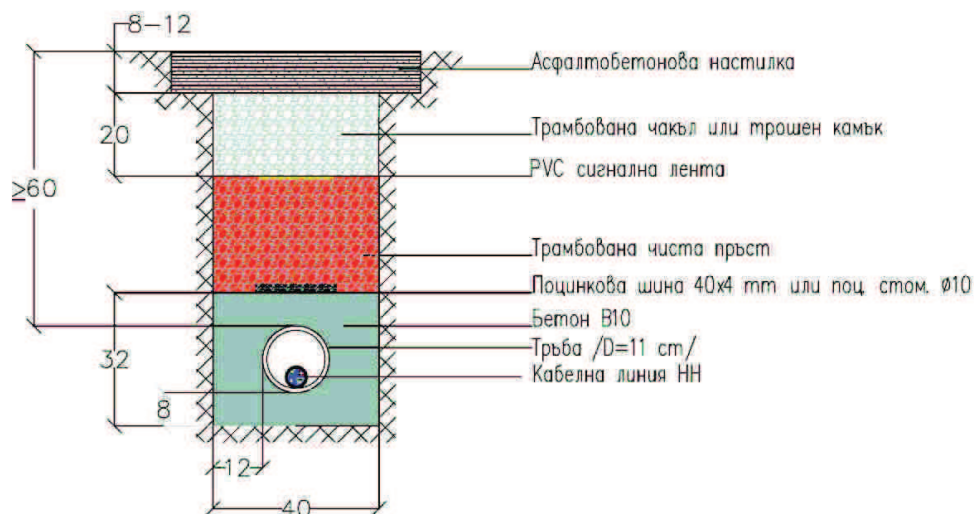 8-12
Асфалтобетонова настилка
20
Трамбована чакъл или трошен камък
PVC сигнална лента
≥60
Трамбована чиста пръст
Поцинкова шина 40x4 mm или поц. стом. ø10
Бетон B10
32
Тръба /D=11 cm/
Кабелна линия НН
8
12
40